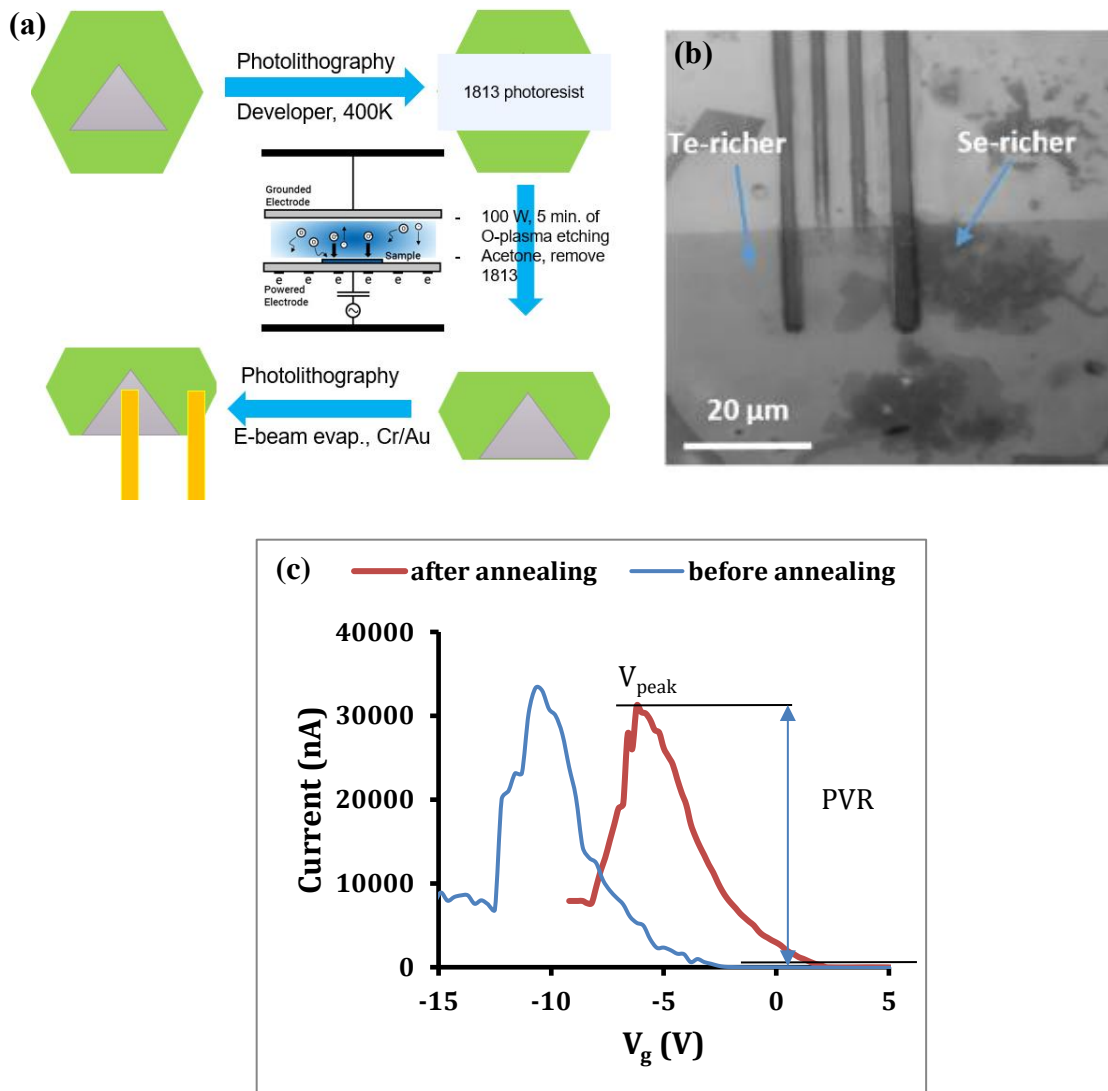 (a)
Photolithography
Developer, 400K
1813 photoresist
Grounded
Electrode
Sample
e e e e e e
Powered
Electrode
- 100 W, 5 min. of
O-plasma etching
- Acetone, remove
1813
Photolithography
E-beam evap., Cr/Au
(b)
Te-richer
Se-richer
20 µm
(c)
after annealing
before annealing
40000
30000
20000
10000
0
-15
-10
-5
0
5
Current (nA)
Vg (V)
Vpeak
PVR